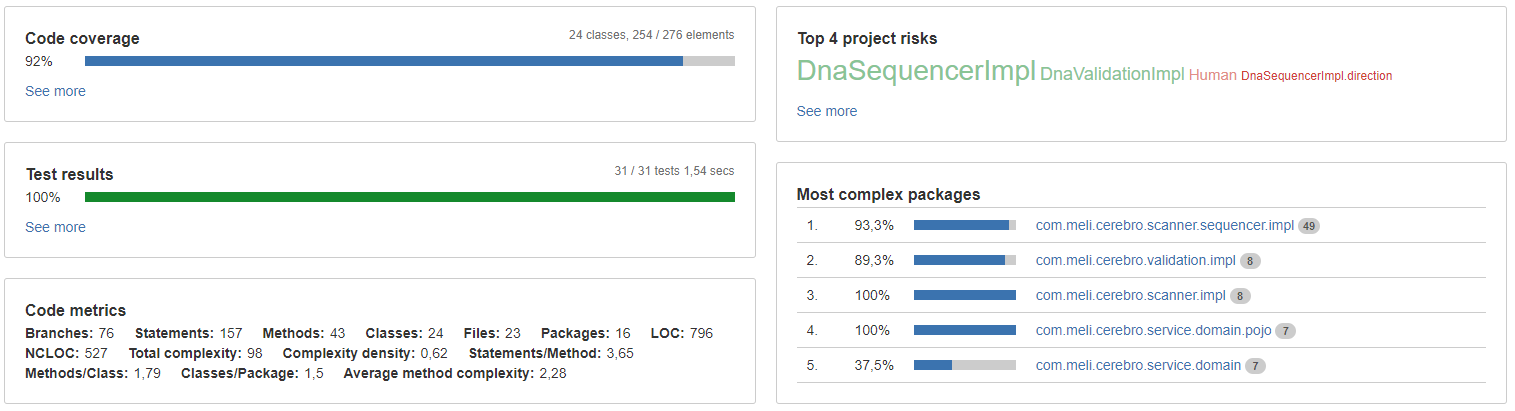 Code coverage
24 classes, 254 / 276 elements
92%
See more
Test results
31 / 31 tests 1,54 secs
100%
See more
Code metrics
Branches: 76 Statements: 157 Methods: 43 Classes: 24 Files: 23 Packages: 16 LOC: 796
NCLOC: 527 Total complexity: 98 Complexity density: 0,62 Statements/Method: 3,65
Methods/Class: 1,79 Classes/Package: 1,5 Average method complexity: 2,28
Top 4 project risks
DnaSequencerImpl DnaValidationImpl Human DnaSequencerImpl.direction
See more
Most complex packages
1. 93,3% com.meli.cerebro.scanner.sequencer.impl 49
2. 89,3% com.meli.cerebro.validation.impl 8
3. 100% com.meli.cerebro.scanner.impl 8
4. 100% com.meli.cerebro.service.domain.pojo 7
5. 37,5% com.meli.cerebro.service.domain 7